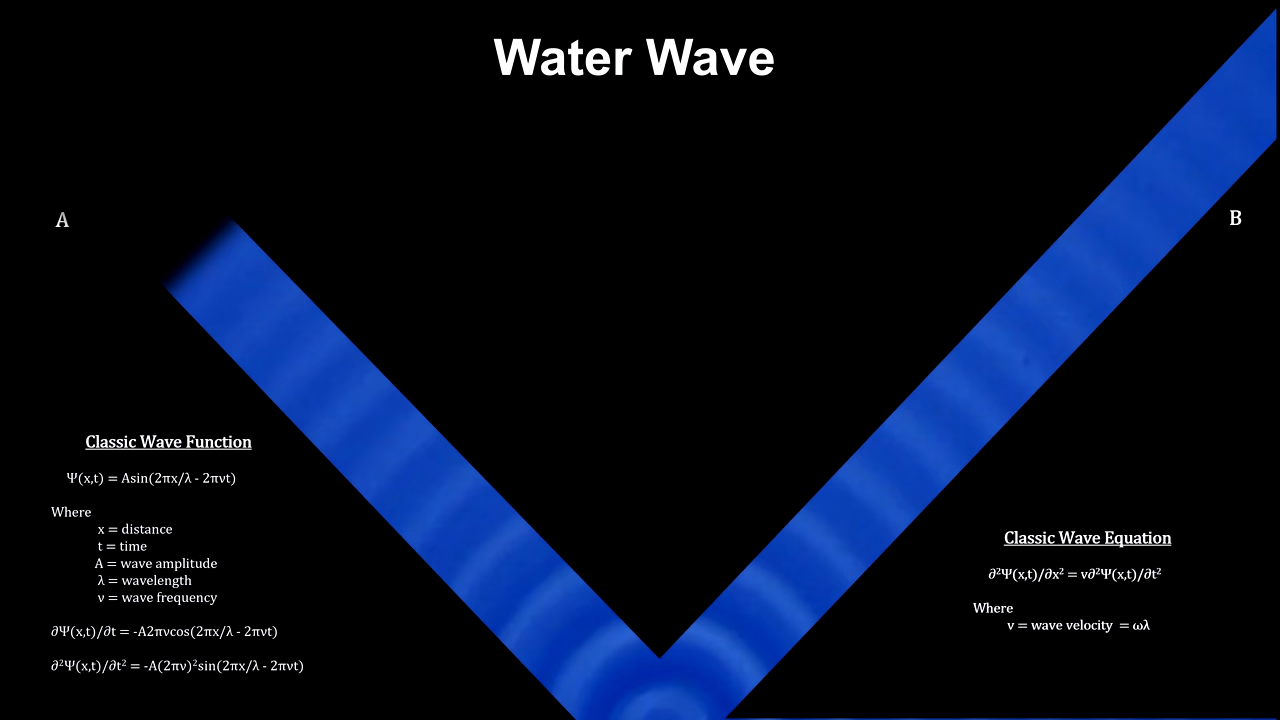 Water Wave
A
B
Classic Wave Function
Ψ(x,t) = Asin(2πx/λ - 2πνt)
Where
x = distance
t = time
A = wave amplitude
λ = wavelength
ν = wave frequency
∂Ψ(x,t)/∂t = -A2πνcos(2πx/λ - 2πνt)
∂²Ψ(x,t)/∂t² = -A(2πν)²sin(2πx/λ - 2πνt)
Classic Wave Equation
∂²Ψ(x,t)/∂x² = v∂²Ψ(x,t)/∂t²
Where
v = wave velocity = ωλ